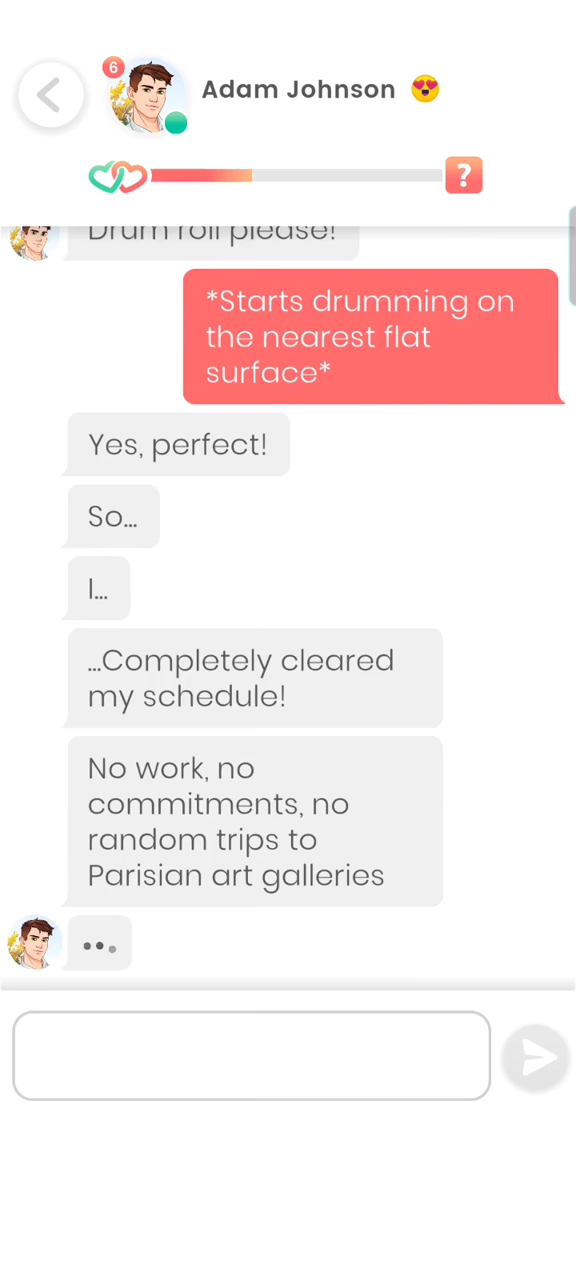 6
Adam Johnson 😍
?
Drum roll please!
*Starts drumming on
the nearest flat
surface*
Yes, perfect!
So...
I...
...Completely cleared
my schedule!
No work, no
commitments, no
random trips to
Parisian art galleries